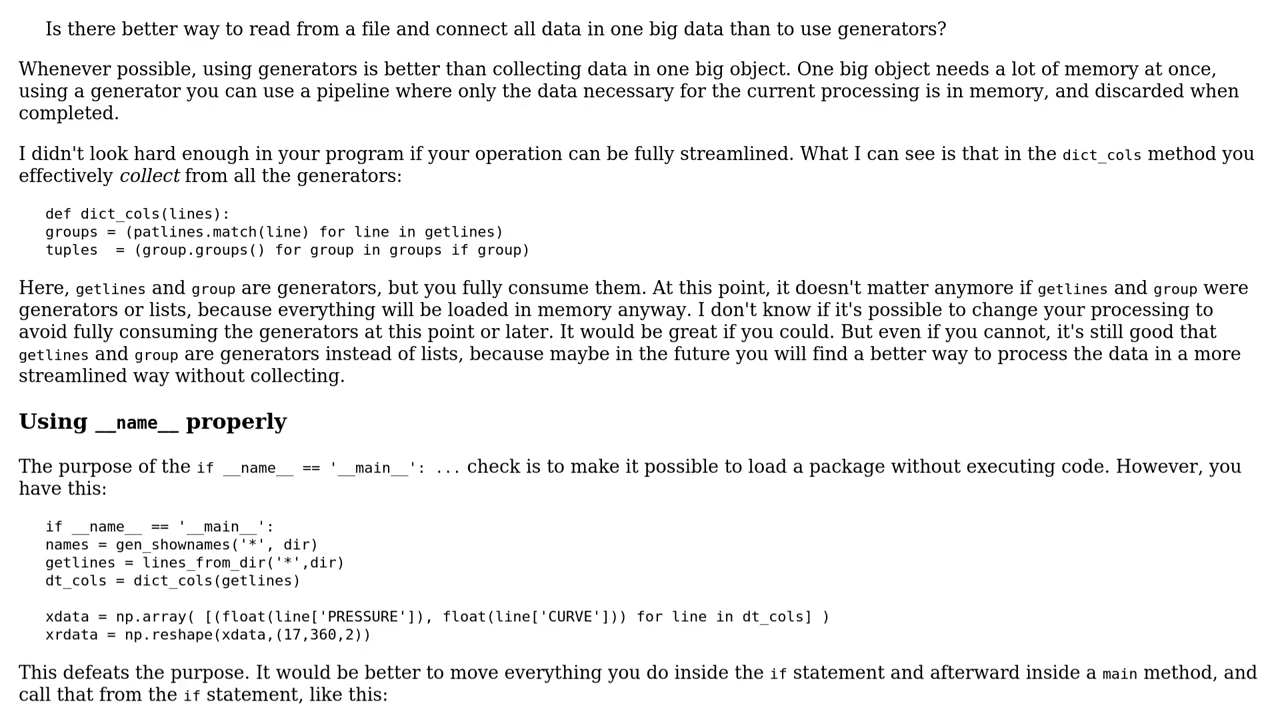 Is there better way to read from a file and connect all data in one big data than to use generators?
Whenever possible, using generators is better than collecting data in one big object. One big object needs a lot of memory at once,
using a generator you can use a pipeline where only the data necessary for the current processing is in memory, and discarded when
completed.
I didn't look hard enough in your program if your operation can be fully streamlined. What I can see is that in the dict_cols method you
effectively collect from all the generators:
def dict_cols(lines):
groups = (patlines.match(line) for line in getlines)
tuples  = (group.groups() for group in groups if group)
Here, getlines and group are generators, but you fully consume them. At this point, it doesn't matter anymore if getlines and group were
generators or lists, because everything will be loaded in memory anyway. I don't know if it's possible to change your processing to
avoid fully consuming the generators at this point or later. It would be great if you could. But even if you cannot, it's still good that
getlines and group are generators instead of lists, because maybe in the future you will find a better way to process the data in a more
streamlined way without collecting.
Using __name__ properly
The purpose of the if __name__ == '__main__': ... check is to make it possible to load a package without executing code. However, you
have this:
if __name__ == '__main__':
names = gen_shownames('*', dir)
getlines = lines_from_dir('*',dir)
dt_cols = dict_cols(getlines)
xdata = np.array( [(float(line['PRESSURE']), float(line['CURVE'])) for line in dt_cols] )
xrdata = np.reshape(xdata,(17,360,2))
This defeats the purpose. It would be better to move everything you do inside the if statement and afterward inside a main method, and
call that from the if statement, like this: